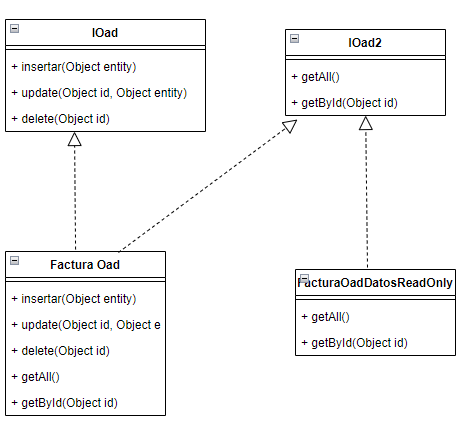 IOad
+ insertar(Object entity)
+ update(Object id, Object entity)
+ delete(Object id)
IOad2
+ getAll()
+ getById(Object id)
Factura Oad
+ insertar(Object entity)
+ update(Object id, Object e
+ delete(Object id)
+ getAll()
+ getById(Object id)
FacturaOadDatosReadOnly
+ getAll()
+ getById(Object id)